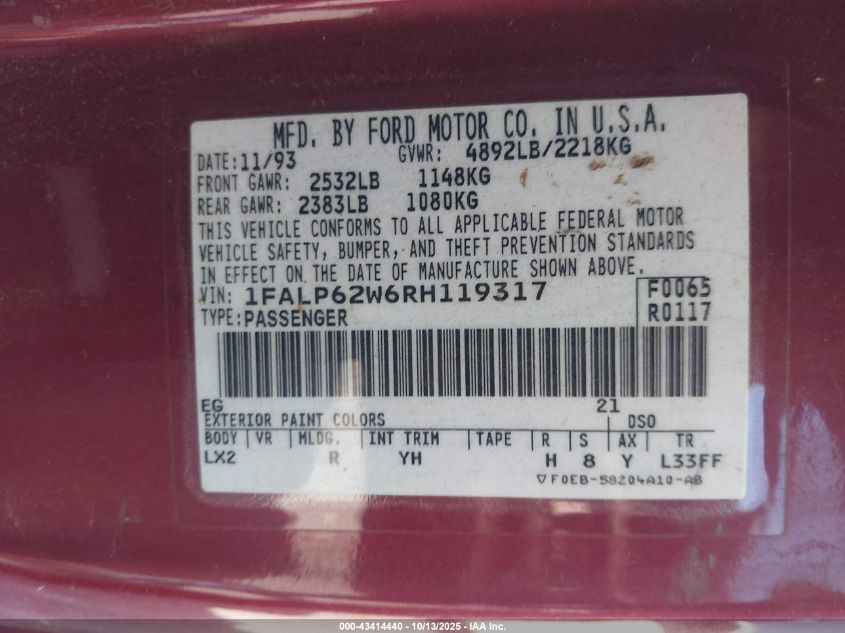 MFD. BY FORD MOTOR CO. IN U.S.A.
DATE: 11/93 GVWR: 4892LB/2218KG
FRONT GAWR: 2532LB 1148KG
REAR GAWR: 2383LB 1080KG
THIS VEHICLE CONFORMS TO ALL APPLICABLE FEDERAL MOTOR
VEHICLE SAFETY, BUMPER, AND THEFT PREVENTION STANDARDS
IN EFFECT ON THE DATE OF MANUFACTURE SHOWN ABOVE.
VIN: 1FALP62W6RH119317 F0065
TYPE: PASSENGER R0117
EG 21
EXTERIOR PAINT COLORS DSO
BODY VR MLDG. INT TRIM TAPE R S AX TR
LX2 R YH H 8 Y L33FF
▽F0EB-58204A10-AB
000-43414440 - 10/13/2025 - IAA Inc.